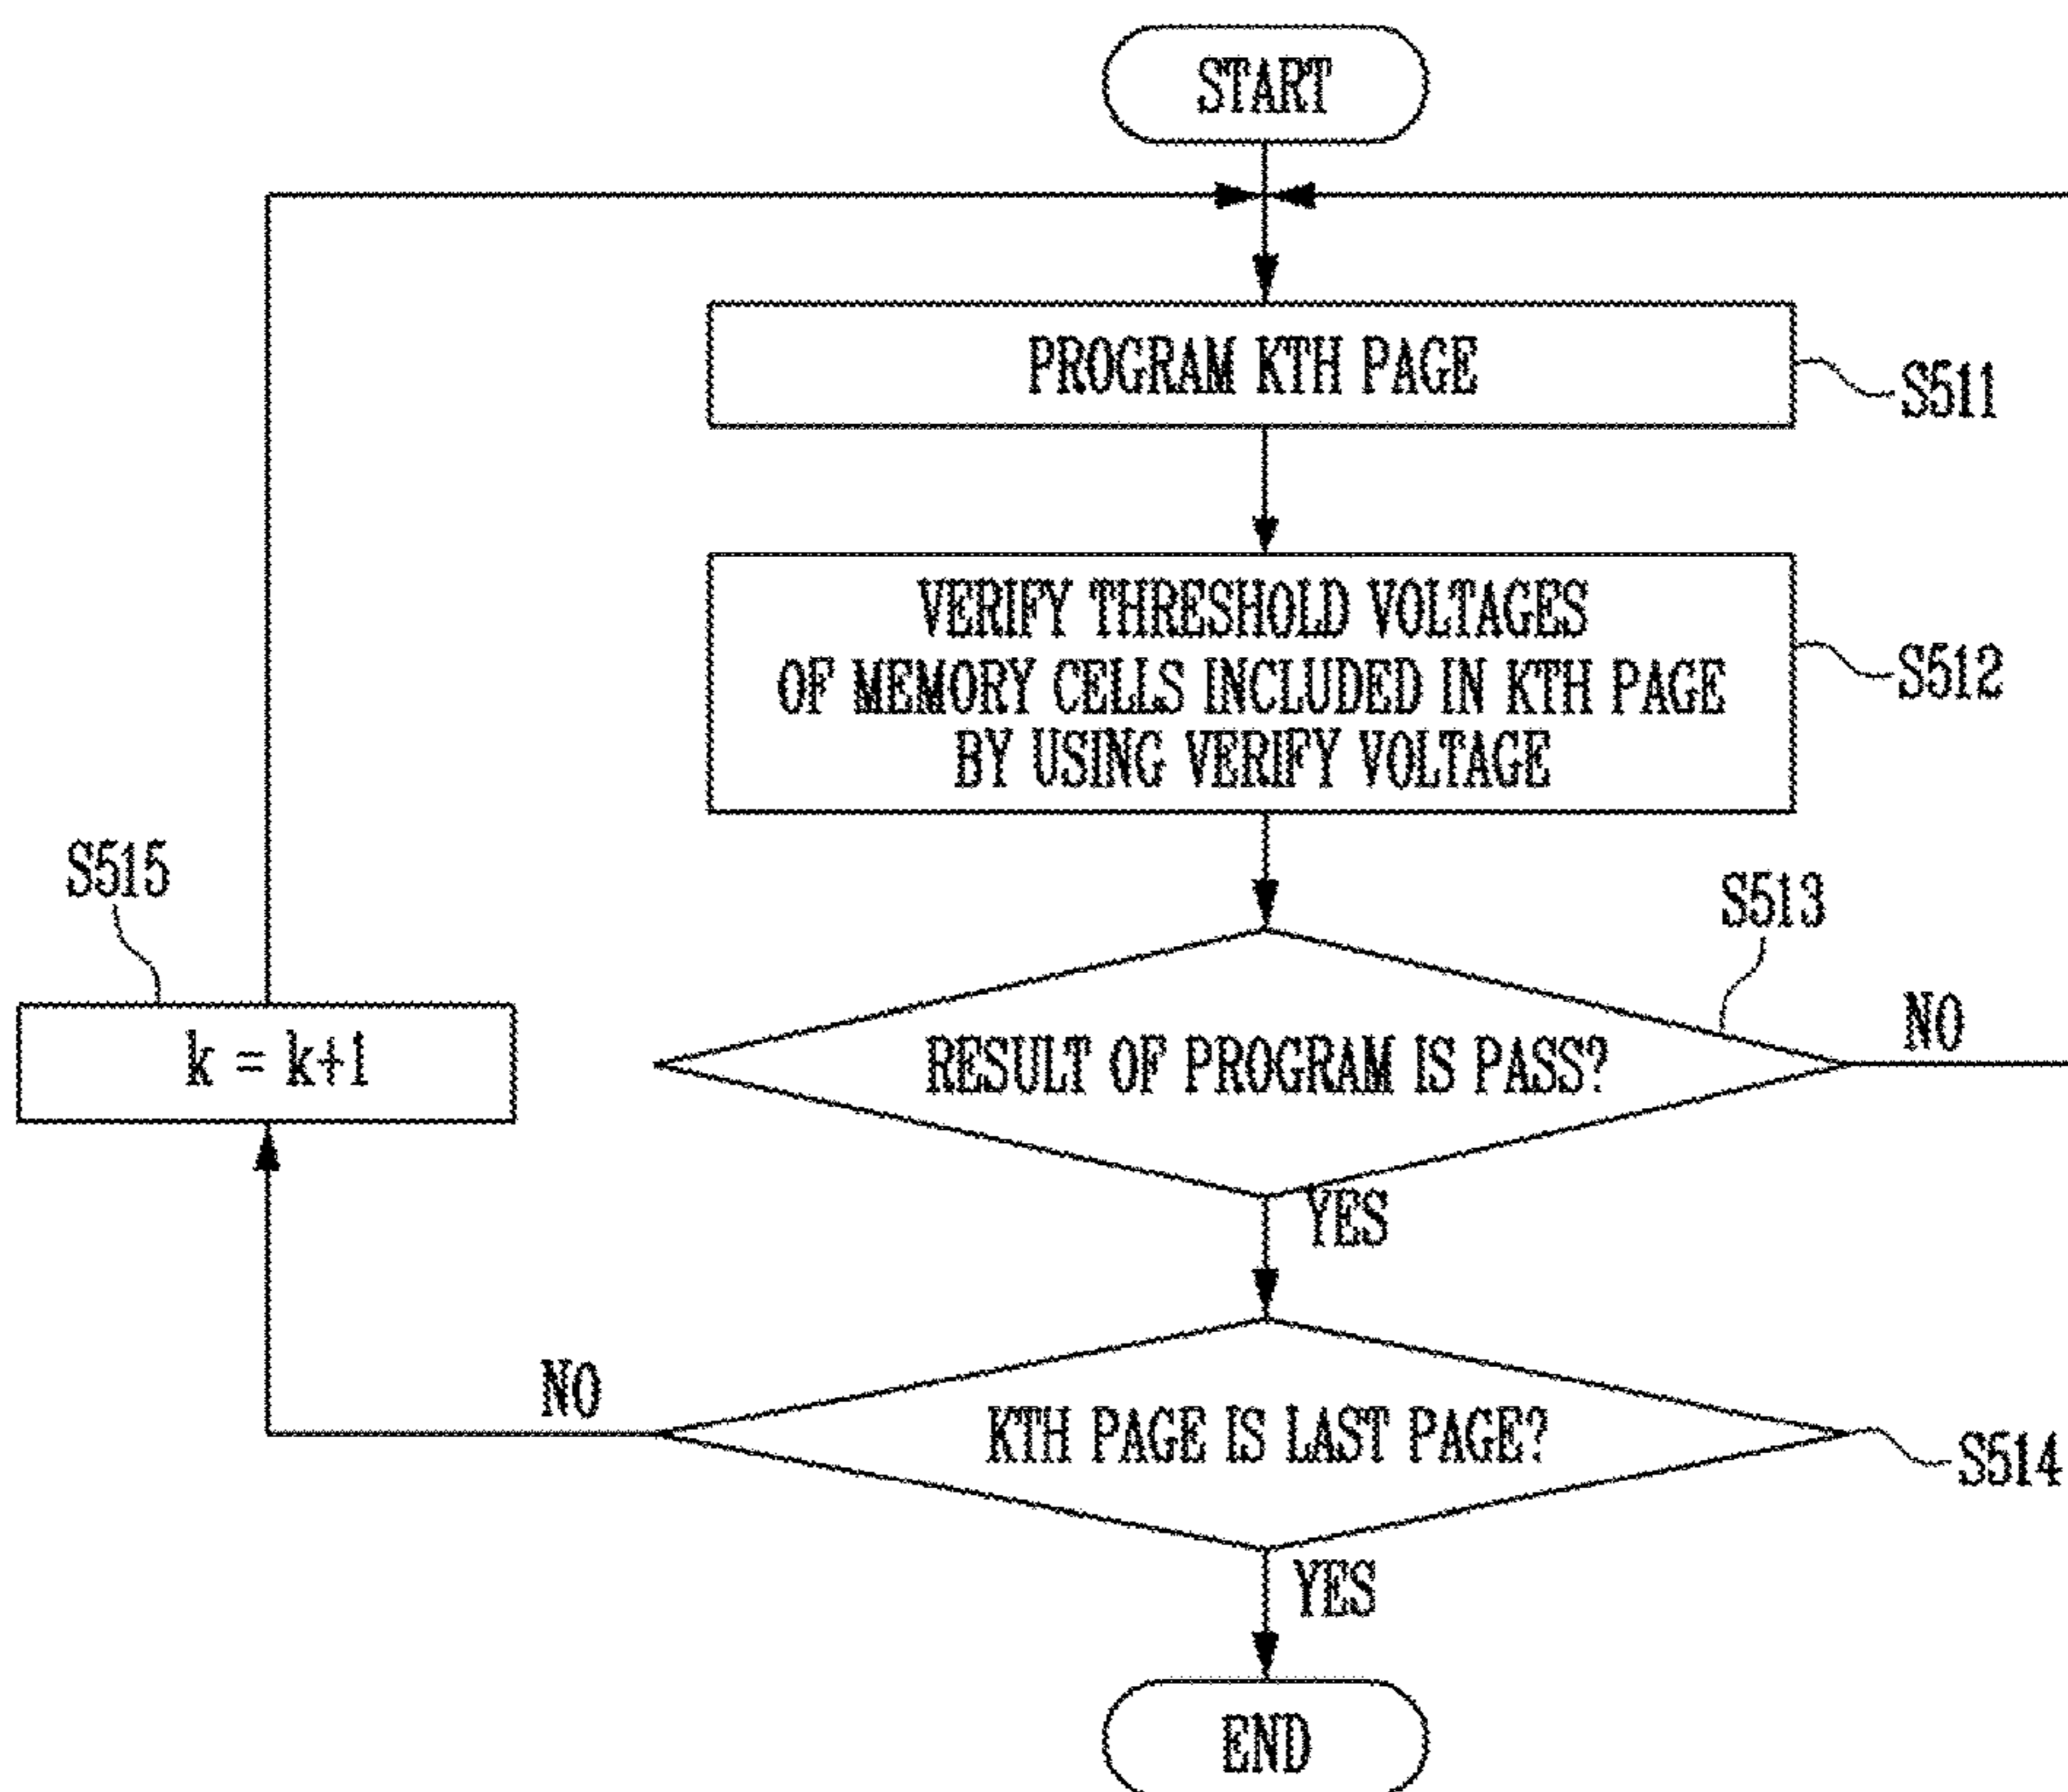 START
PROGRAM KTH PAGE
S511
VERIFY THRESHOLD VOLTAGES
OF MEMORY CELLS INCLUDED IN KTH PAGE
BY USING VERIFY VOLTAGE
S512
S515
S513
k = k+1
RESULT OF PROGRAM IS PASS?
NO
YES
NO
KTH PAGE IS LAST PAGE?
S514
YES
END